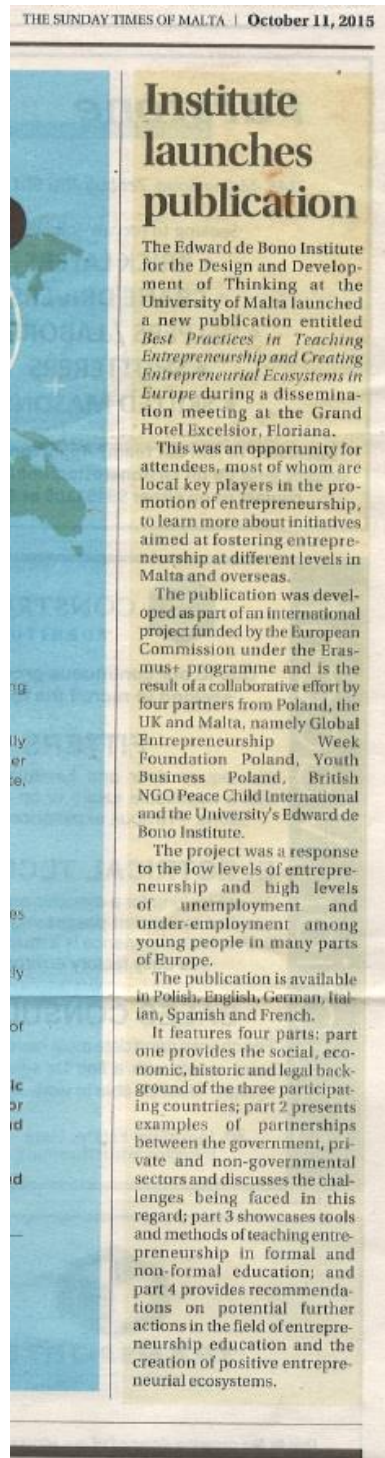 THE SUNDAY TIMES OF MALTA | October 11, 2015
Institute
launches
publication
The Edward de Bono Institute
for the Design and Develop-
ment of Thinking at the
University of Malta launched
a new publication entitled
Best Practices in Teaching
Entrepreneurship and Creating
Entrepreneurial Ecosystems in
Europe during a dissemina-
tion meeting at the Grand
Hotel Excelsior, Floriana.
This was an opportunity for
attendees, most of whom are
local key players in the pro-
motion of entrepreneurship,
to learn more about initiatives
aimed at fostering entrepre-
neurship at different levels in
Malta and overseas.
The publication was devel-
oped as part of an international
project funded by the European
Commission under the Eras-
mus+ programme and is the
result of a collaborative effort by
four partners from Poland, the
UK and Malta, namely Global
Entrepreneurship Week
Foundation Poland, Youth
Business Poland, British
NGO Peace Child International
and the University's Edward de
Bono Institute.
The project was a response
to the low levels of entrepre-
neurship and high levels
of unemployment and
under-employment among
young people in many parts
of Europe.
The publication is available
in Polish, English, German, Ital-
ian, Spanish and French.
It features four parts: part
one provides the social, eco-
nomic, historic and legal back-
ground of the three participat-
ing countries; part 2 presents
examples of partnerships
between the government, pri-
vate and non-governmental
sectors and discusses the chal-
lenges being faced in this
regard; part 3 showcases tools
and methods of teaching entre-
preneurship in formal and
non-formal education; and
part 4 provides recommenda-
tions on potential further
actions in the field of entrepre-
neurship education and the
creation of positive entrepre-
neurial ecosystems.